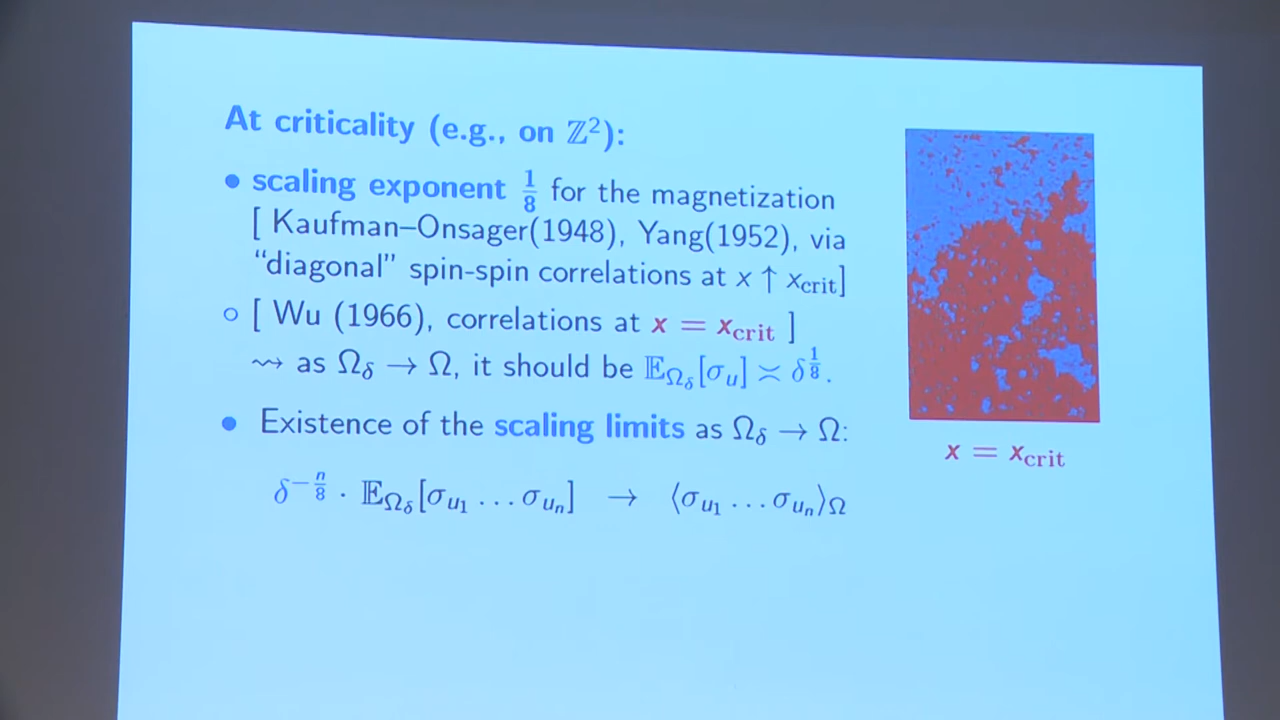 At criticality (e.g., on ℤ²):
• scaling exponent 1/8 for the magnetization
[ Kaufman–Onsager(1948), Yang(1952), via
“diagonal” spin-spin correlations at x ↑ x_crit]
○ [ Wu (1966), correlations at x = x_crit ]
⇝ as Ω_δ → Ω, it should be 𝔼_Ω_δ[σ_u] ≍ δ^(1/8).
• Existence of the scaling limits as Ω_δ → Ω:
δ^(−n/8) · 𝔼_Ω_δ[σ_u₁ … σ_uₙ] → ⟨σ_u₁ … σ_uₙ⟩_Ω
x = x_crit